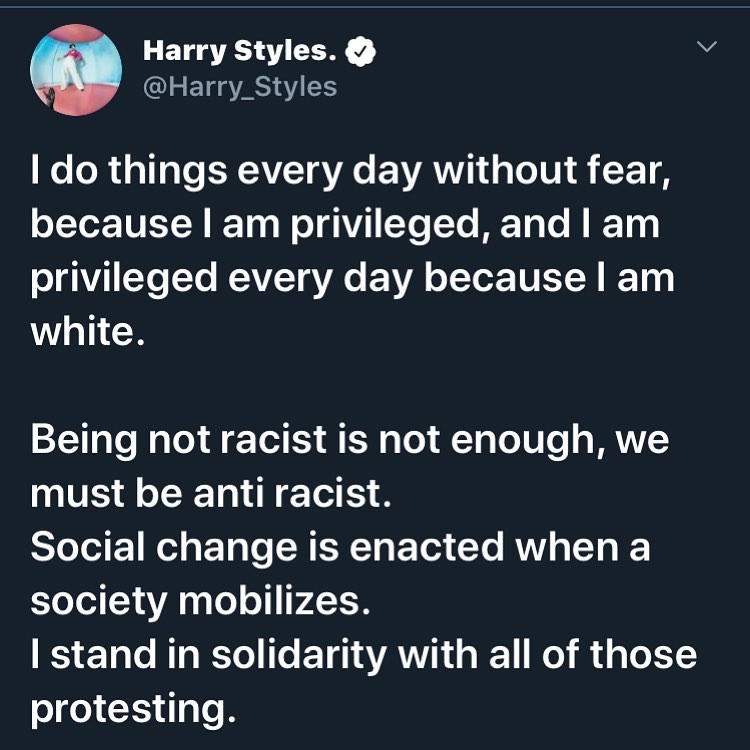 Harry Styles.
@Harry_Styles
I do things every day without fear,
because I am privileged, and I am
privileged every day because I am
white.
Being not racist is not enough, we
must be anti racist.
Social change is enacted when a
society mobilizes.
I stand in solidarity with all of those
protesting.